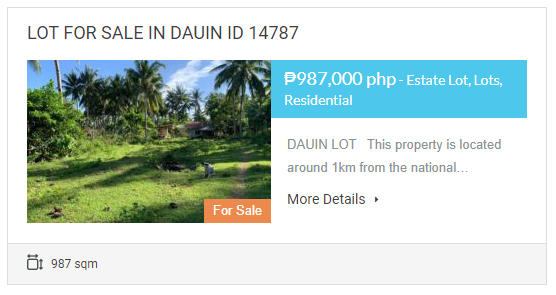 LOT FOR SALE IN DAUIN ID 14787
₱987,000 php - Estate Lot, Lots,
Residential
DAUIN LOT   This property is located
around 1km from the national...
More Details
For Sale
987 sqm